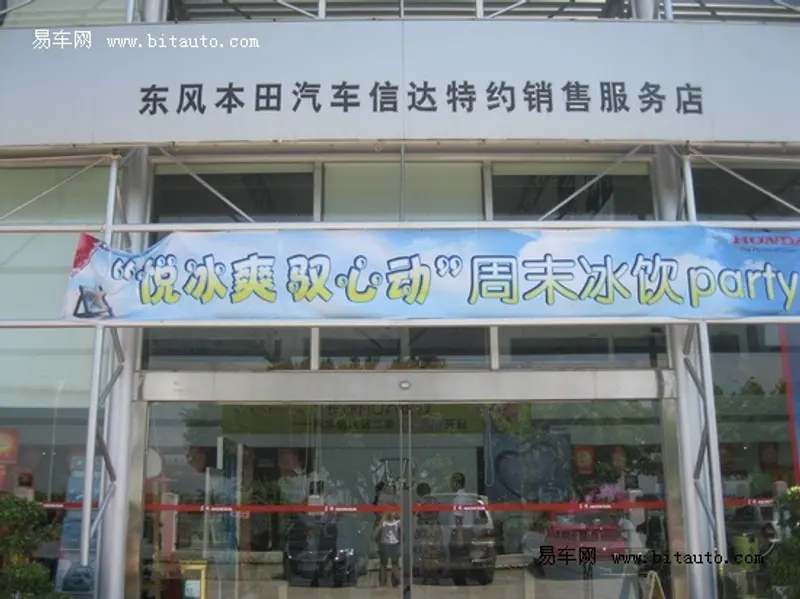 易车网 www.bitauto.com
东风本田汽车信达特约销售服务店
HONDA
“悦冰爽 驭心动”周末冰饮party
易车网 www.bitauto.com